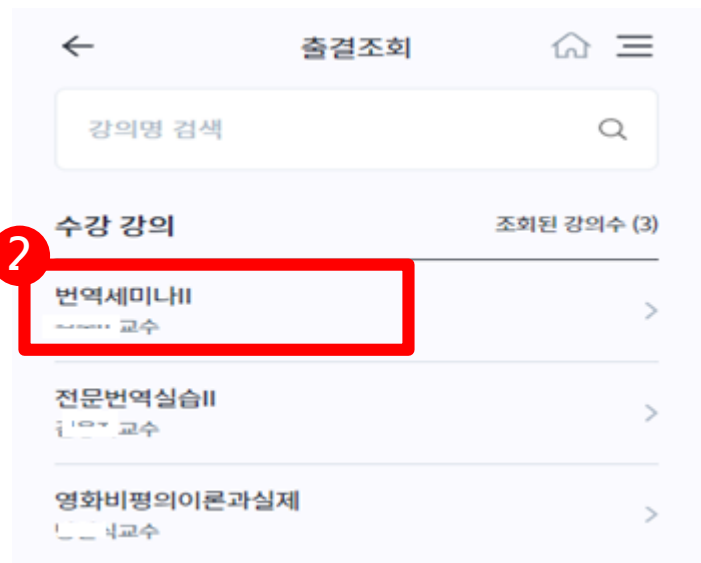 출결조회
강의명 검색
수강 강의
조회된 강의수 (3)
2
번역세미나II
교수
전문번역실습II
교수
영화비평의이론과실제
교수